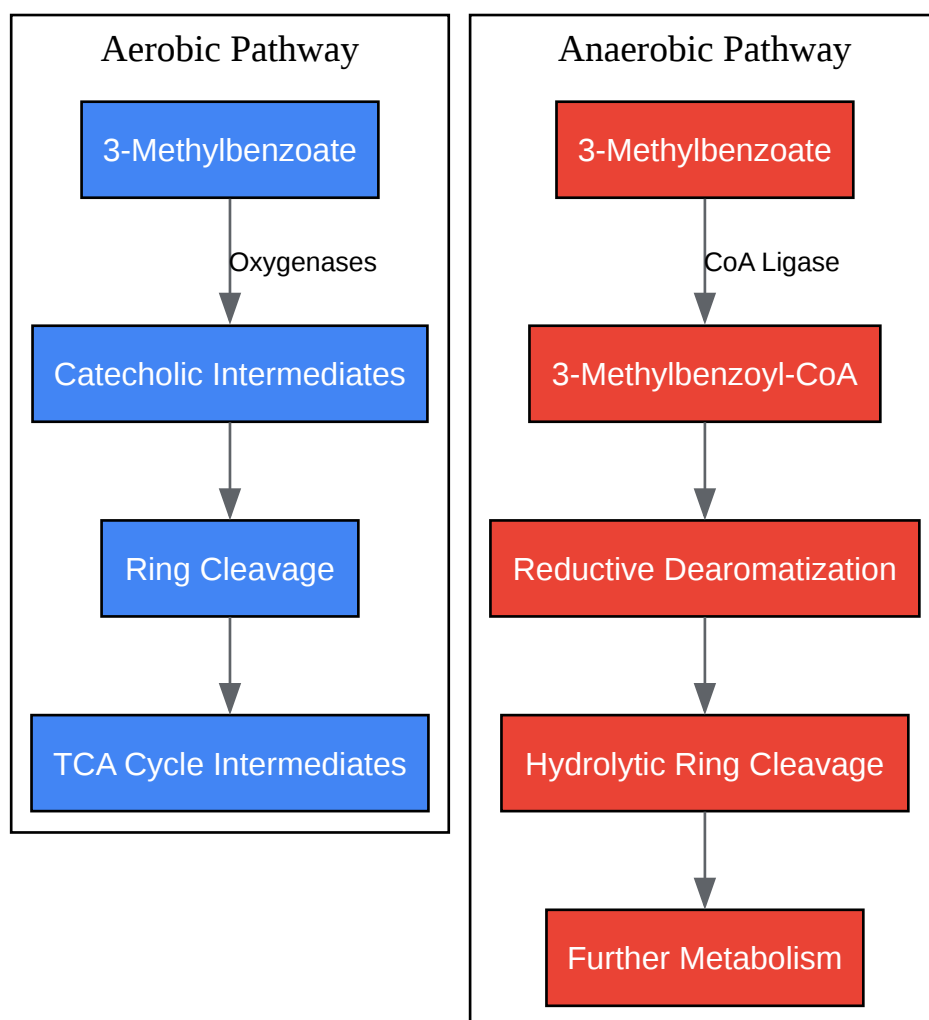 Aerobic Pathway
3-Methylbenzoate
Oxygenases
Catecholic Intermediates
Ring Cleavage
TCA Cycle Intermediates
Anaerobic Pathway
3-Methylbenzoate
CoA Ligase
3-Methylbenzoyl-CoA
Reductive Dearomatization
Hydrolytic Ring Cleavage
Further Metabolism